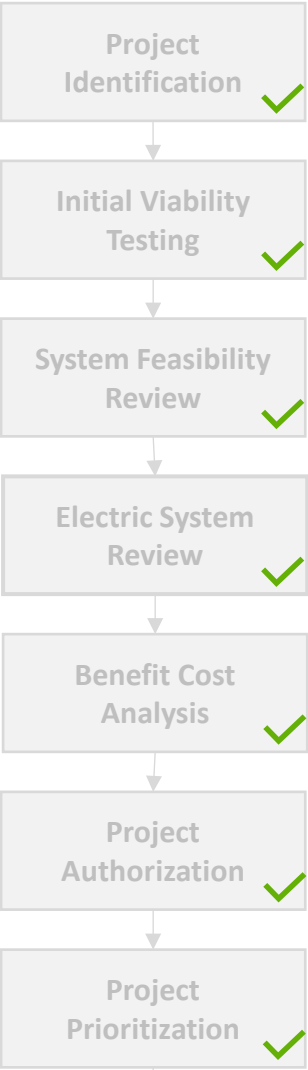 Project
Identification
Initial Viability
Testing
System Feasibility
Review
Electric System
Review
Benefit Cost
Analysis
Project
Authorization
Project
Prioritization